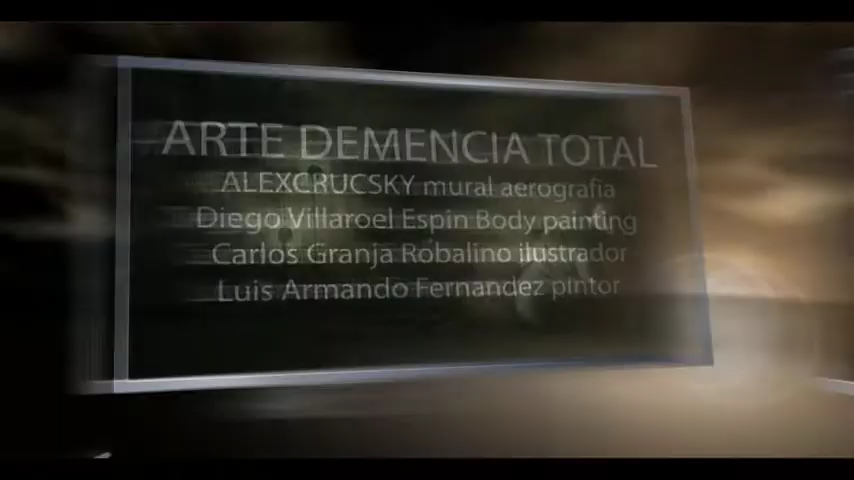 ARTE DEMENCIA TOTAL
ALEXCRUCSKY mural aerografia
Diego Villaroel Espin Body painting
Carlos Granja Robalino ilustrador
Luis Armando Fernandez pintor